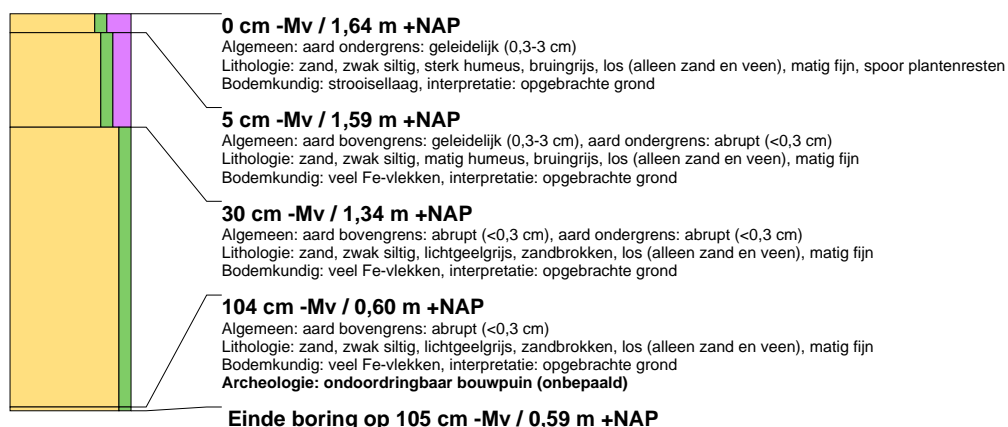 0 cm -Mv / 1,64 m +NAP
Algemeen: aard ondergrens: geleidelijk (0,3-3 cm)
Lithologie: zand, zwak siltig, sterk humeus, bruingrijs, los (alleen zand en veen), matig fijn, spoor plantenresten
Bodemkundig: strooisellaag, interpretatie: opgebrachte grond
5 cm -Mv / 1,59 m +NAP
Algemeen: aard bovengrens: geleidelijk (0,3-3 cm), aard ondergrens: abrupt (<0,3 cm)
Lithologie: zand, zwak siltig, matig humeus, bruingrijs, los (alleen zand en veen), matig fijn
Bodemkundig: veel Fe-vlekken, interpretatie: opgebrachte grond
30 cm -Mv / 1,34 m +NAP
Algemeen: aard bovengrens: abrupt (<0,3 cm), aard ondergrens: abrupt (<0,3 cm)
Lithologie: zand, zwak siltig, lichtgeelgrijs, zandbrokken, los (alleen zand en veen), matig fijn
Bodemkundig: veel Fe-vlekken, interpretatie: opgebrachte grond
104 cm -Mv / 0,60 m +NAP
Algemeen: aard bovengrens: abrupt (<0,3 cm)
Lithologie: zand, zwak siltig, lichtgeelgrijs, zandbrokken, los (alleen zand en veen), matig fijn
Bodemkundig: veel Fe-vlekken, interpretatie: opgebrachte grond
Archeologie: ondoordringbaar bouwpuin (onbepaald)
Einde boring op 105 cm -Mv / 0,59 m +NAP